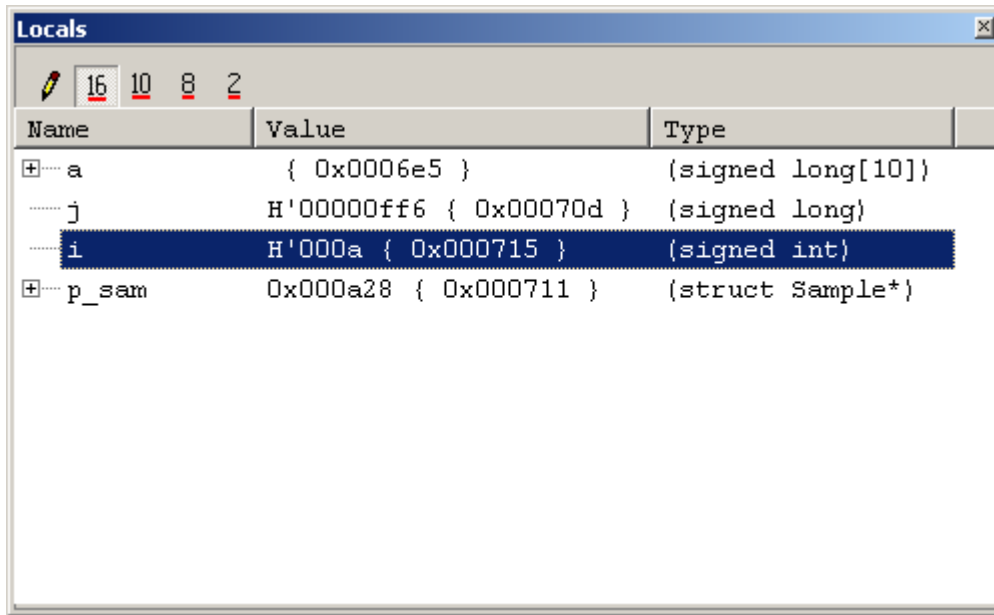 Locals
16 10 8 2
Name Value Type
a { 0x0006e5 } (signed long[10])
j H'00000ff6 { 0x00070d } (signed long)
i H'000a { 0x000715 } (signed int)
p_sam 0x000a28 { 0x000711 } (struct Sample*)